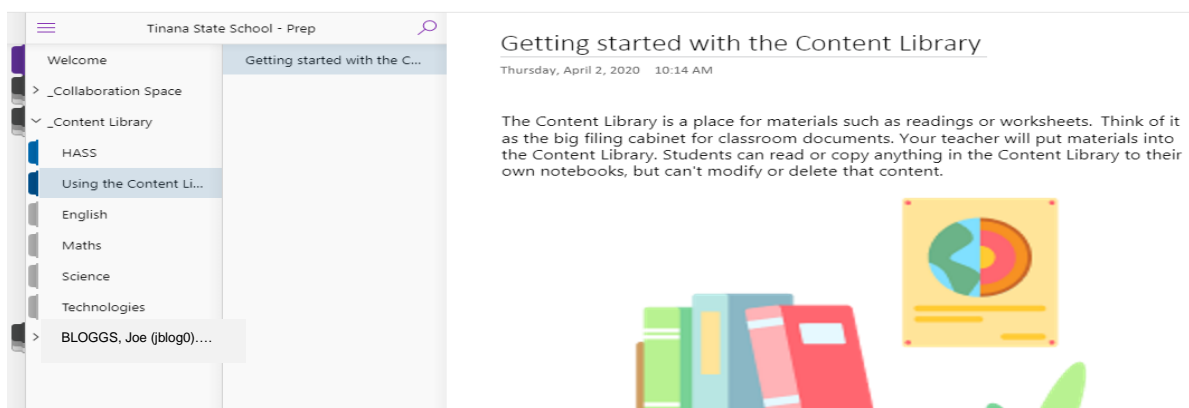 Tinana State School - Prep
Welcome
_Collaboration Space
_Content Library
HASS
Using the Content Li...
English
Maths
Science
Technologies
BLOGGS, Joe (jblog0)....
Getting started with the C...
Getting started with the Content Library
Thursday, April 2, 2020 10:14 AM
The Content Library is a place for materials such as readings or worksheets. Think of it
as the big filing cabinet for classroom documents. Your teacher will put materials into
the Content Library. Students can read or copy anything in the Content Library to their
own notebooks, but can't modify or delete that content.